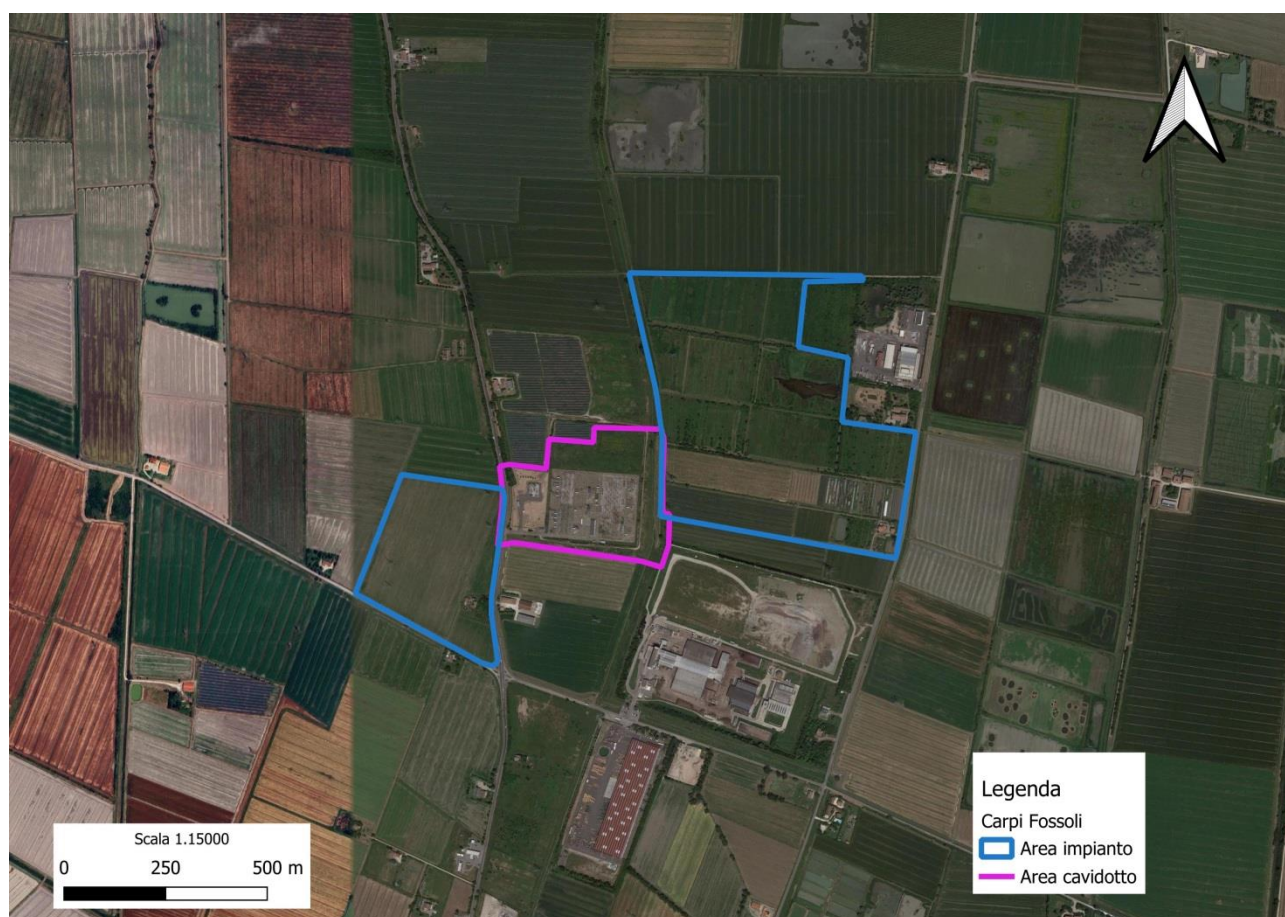 Scala 1.15000
0 250 500 m
Legenda
Carpi Fossoli
Area impianto
Area cavidotto